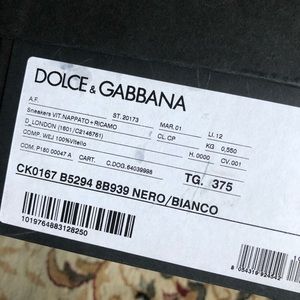 DOLCE & GABBANA
A.F. ST. 20173 MAR. 01 LI. 12
Sneakers VIT.NAPPATO+RICAMO CL. CP KG 0,550
D_LONDON (1601/C2146761) H. 0000 CV. 001
COMP. WEJ 100%Vitello
COM. P180 00047 A CART. C.DOG.64039998 TG. 375
CK0167 B5294 8B939 NERO/BIANCO
1019764883128250